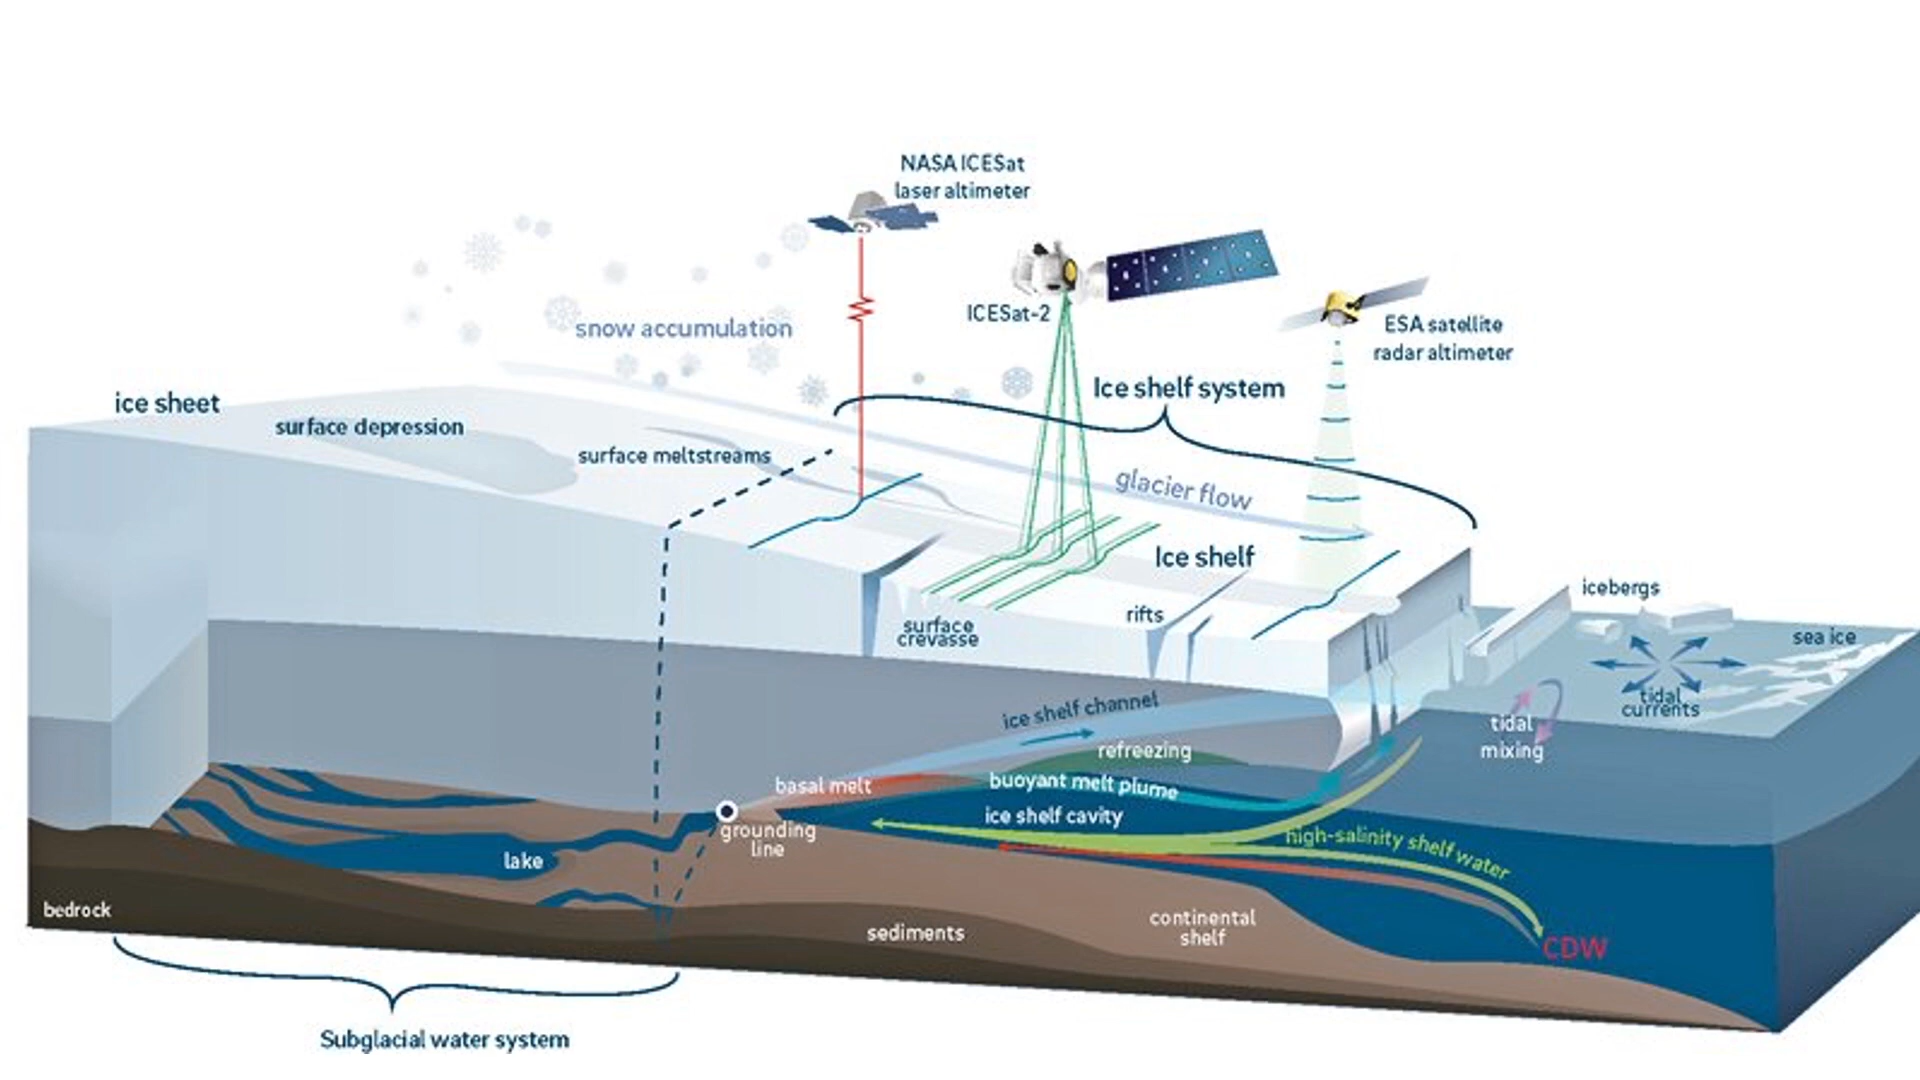 NASA ICESat
laser altimeter
ICESat-2
ESA satellite
radar altimeter
snow accumulation
Ice shelf system
ice sheet
surface depression
surface meltstreams
glacier flow
Ice shelf
icebergs
rifts
surface
crevasse
sea ice
tidal
currents
ice shelf channel
tidal
mixing
refreezing
basal melt
buoyant melt plume
ice shelf cavity
grounding
line
high-salinity shelf water
lake
bedrock
sediments
continental
shelf
CDW
Subglacial water system